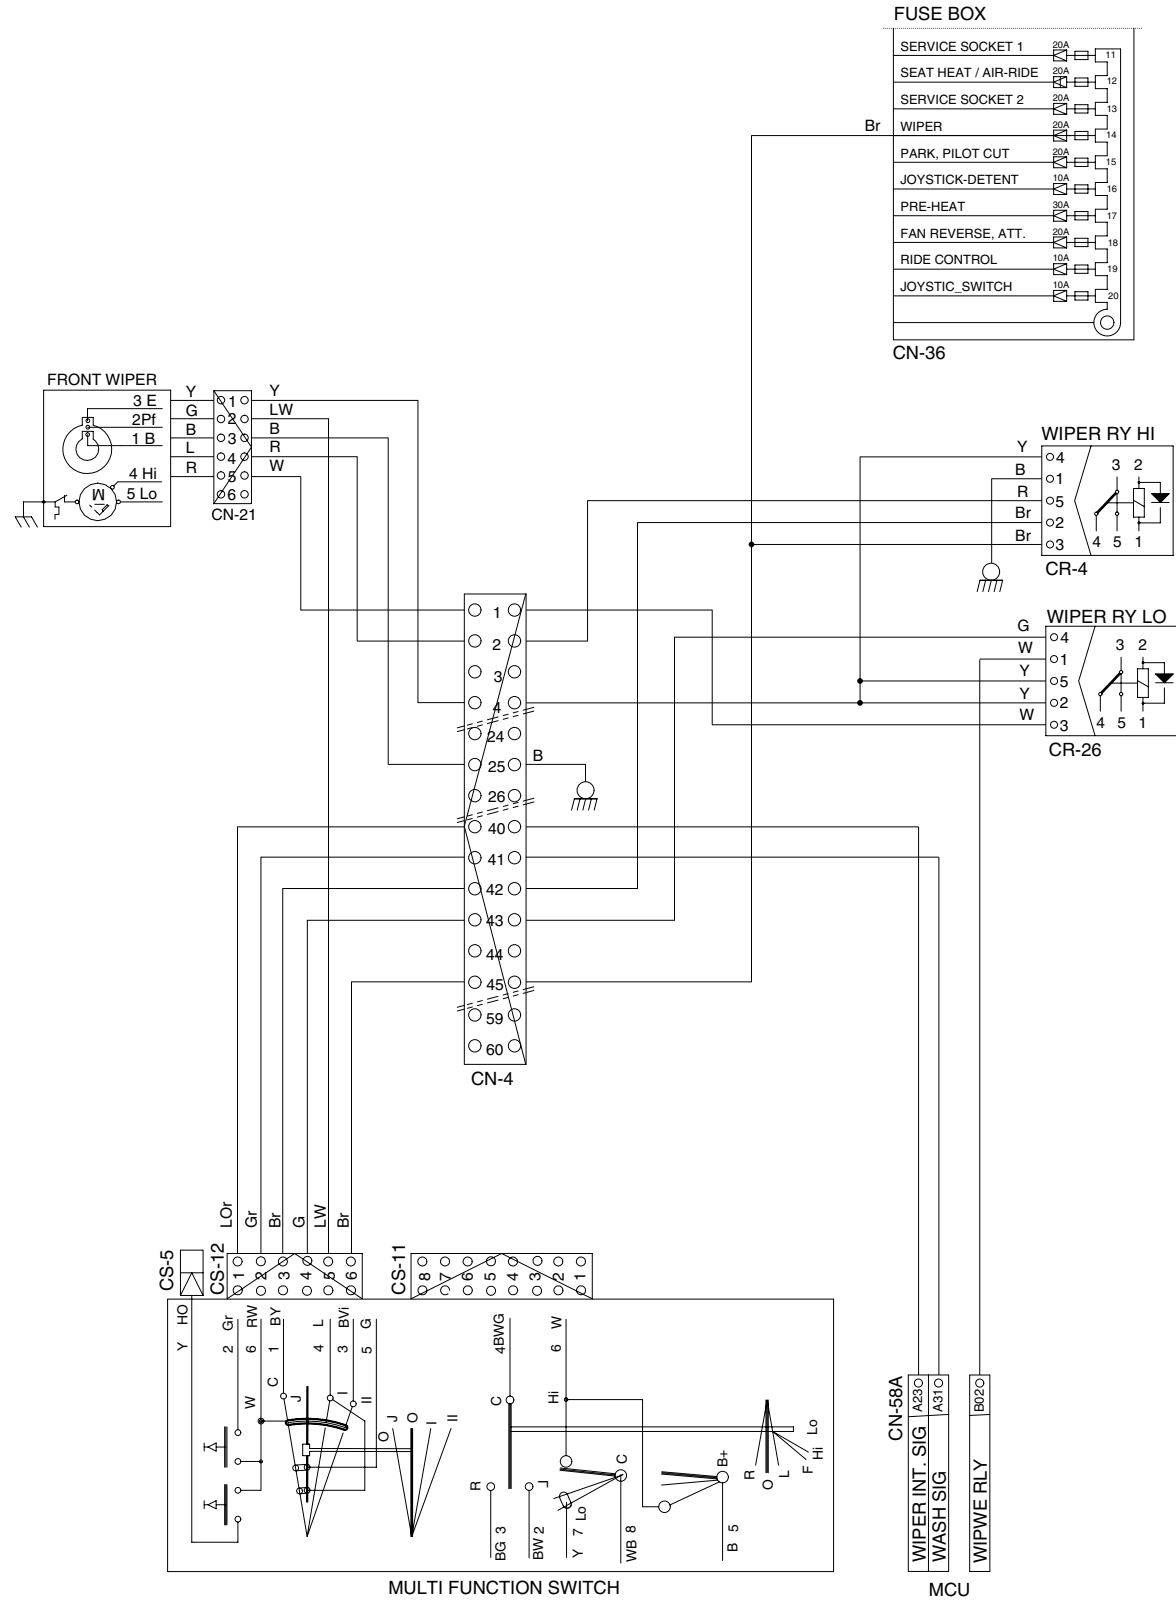 FUSE BOX
SERVICE SOCKET 1 20A 11
SEAT HEAT / AIR-RIDE 20A 12
SERVICE SOCKET 2 20A 13
Br WIPER 20A 14
PARK, PILOT CUT 20A 15
JOYSTICK-DETENT 10A 16
PRE-HEAT 30A 17
FAN REVERSE, ATT. 20A 18
RIDE CONTROL 10A 19
JOYSTIC_SWITCH 10A 20
CN-36
FRONT WIPER
3 E Y 1 Y
2Pf G 2 LW
1 B B 3 B
L 4 R
4 Hi R 5 W
5 Lo 6
M
CN-21
WIPER RY HI
Y 4 3 2
B 1
R 5
Br 2
Br 3 4 5 1
CR-4
WIPER RY LO
G 4 3 2
W 1
Y 5
Y 2
W 3 4 5 1
CR-26
1
2
3
4
24
25 B
26
40
41
42
43
44
45
59
60
CN-4
LOr
Gr
Br
G
LW
Br
CS-5
CS-12
1 2 3 4 5 6
CS-11
8 7 6 5 4 3 2 1
Y HO
2 Gr
6 RW
1 BY
4 L
3 BVi
5 G
4BWG
6 W
W
C
J
I
II
O
J
O
I
II
C
Hi
R
L
Lo
C
B+
R
O
L
F
Hi
Lo
BG 3
BW 2
Y 7
WB 8
B 5
MULTI FUNCTION SWITCH
CN-58A
A23 WIPER INT. SIG
A31 WASH SIG
B02 WIPWE RLY
MCU